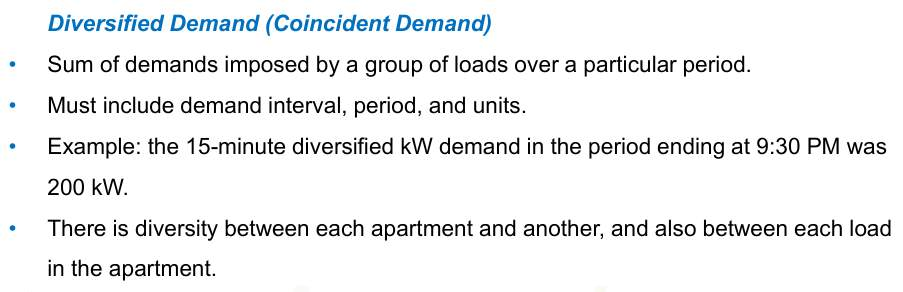 Diversified Demand (Coincident Demand)
• Sum of demands imposed by a group of loads over a particular period.
• Must include demand interval, period, and units.
• Example: the 15-minute diversified kW demand in the period ending at 9:30 PM was
200 kW.
• There is diversity between each apartment and another, and also between each load
in the apartment.